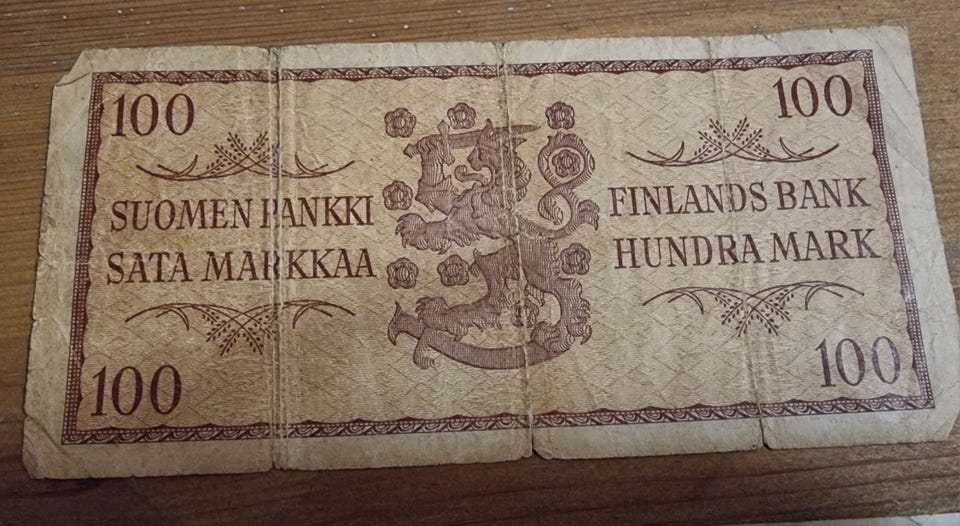 100
100
SUOMEN PANKKI
SATA MARKKAA
FINLANDS BANK
HUNDRA MARK
100
100